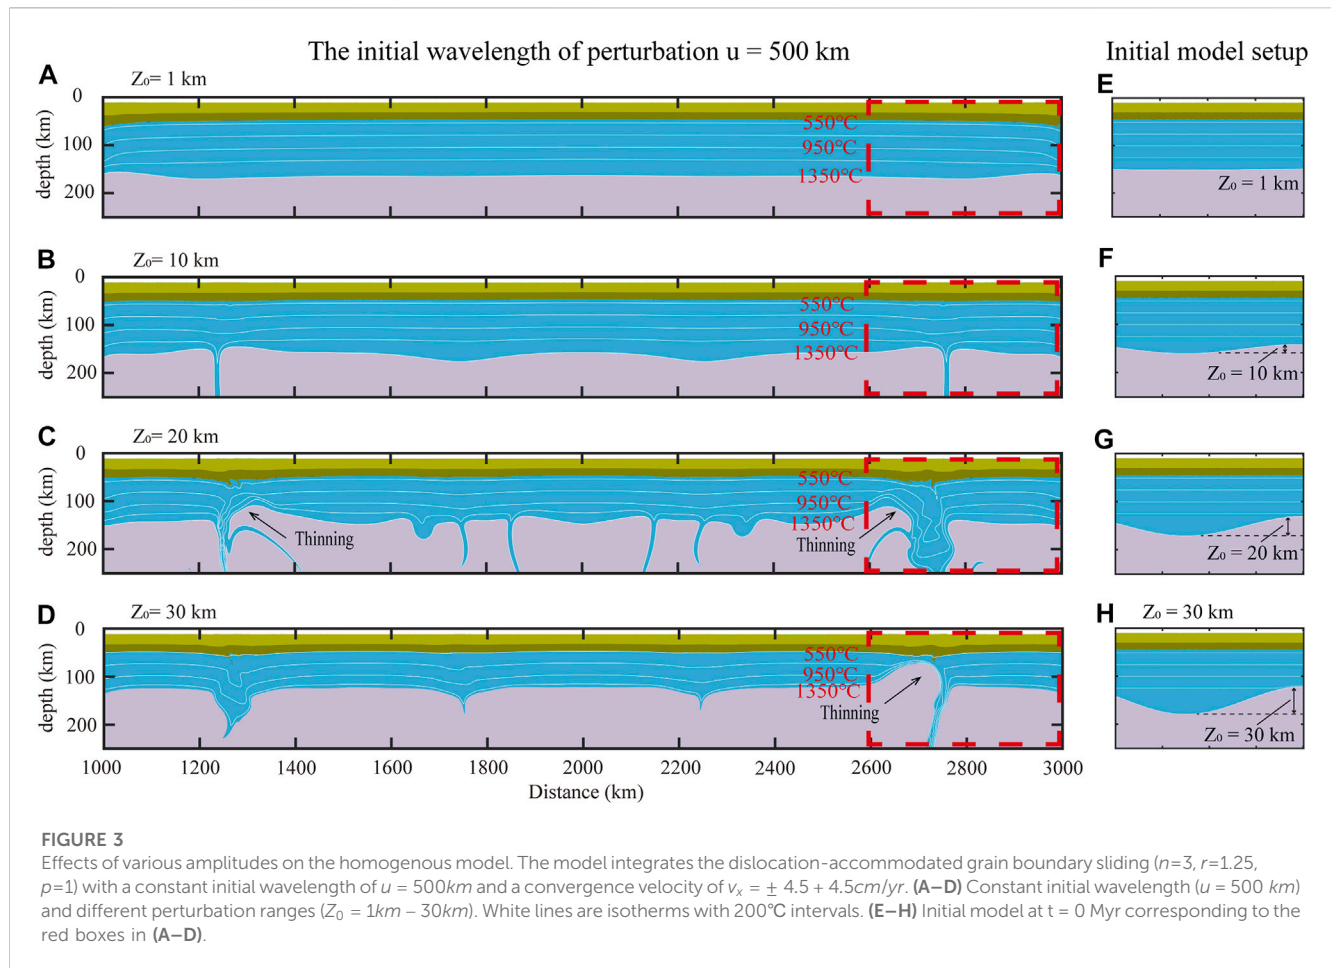 The initial wavelength of perturbation u = 500 km
Initial model setup
A
Z₀= 1 km
0
100
200
depth (km)
550℃
950℃
1350℃
E
Z₀ = 1 km
B
Z₀= 10 km
0
100
200
depth (km)
550℃
950℃
1350℃
F
Z₀ = 10 km
C
Z₀= 20 km
0
100
200
depth (km)
Thinning
Thinning
550℃
950℃
1350℃
G
Z₀ = 20 km
D
Z₀= 30 km
0
100
200
depth (km)
550℃
950℃
1350℃
Thinning
H
Z₀ = 30 km
Z₀ = 30 km
1000 1200 1400 1600 1800 2000 2200 2400 2600 2800 3000
Distance (km)
FIGURE 3
Effects of various amplitudes on the homogenous model. The model integrates the dislocation-accommodated grain boundary sliding (n=3, r=1.25,
p=1) with a constant initial wavelength of u = 500km and a convergence velocity of vₓ = ± 4.5 + 4.5cm/yr. (A–D) Constant initial wavelength (u = 500 km)
and different perturbation ranges (Z₀ = 1km – 30km). White lines are isotherms with 200℃ intervals. (E–H) Initial model at t = 0 Myr corresponding to the
red boxes in (A–D).